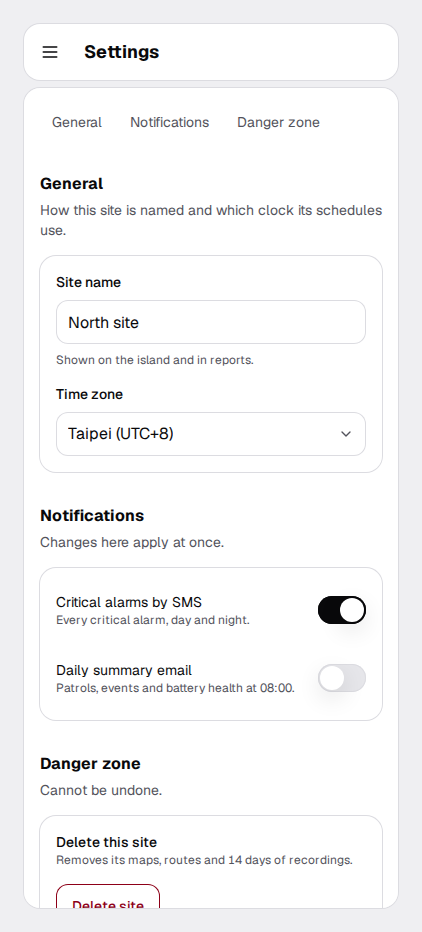 Settings
General
Notifications
Danger zone
General
How this site is named and which clock its schedules
use.
Site name
North site
Shown on the island and in reports.
Time zone
Taipei (UTC+8)
Notifications
Changes here apply at once.
Critical alarms by SMS
Every critical alarm, day and night.
Daily summary email
Patrols, events and battery health at 08:00.
Danger zone
Cannot be undone.
Delete this site
Removes its maps, routes and 14 days of recordings.
Delete site